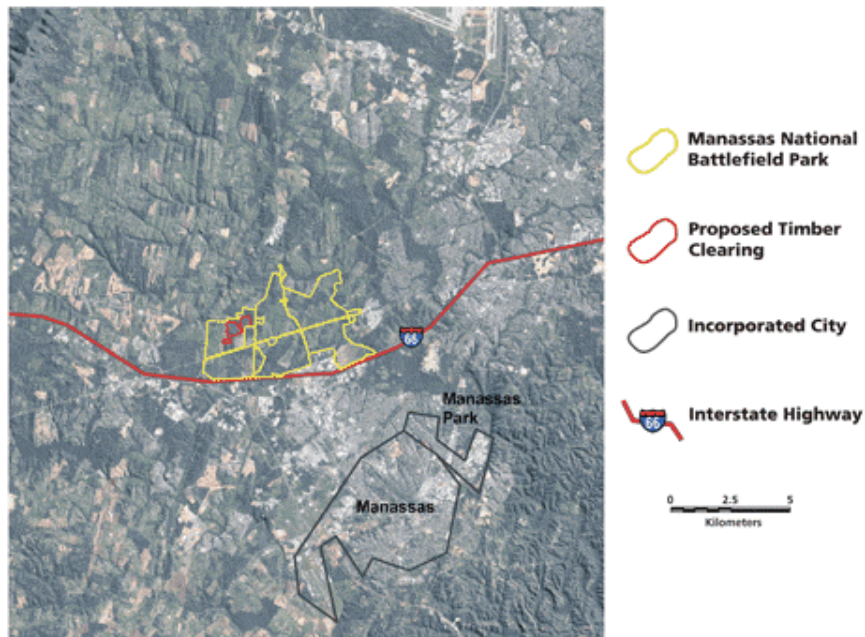 Manassas National
Battlefield Park
Proposed Timber
Clearing
66
Incorporated City
Manassas
Park
66
Interstate Highway
Manassas
0 2.5 5
Kilometers